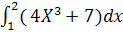 ∫₁²(4X³ + 7)dx